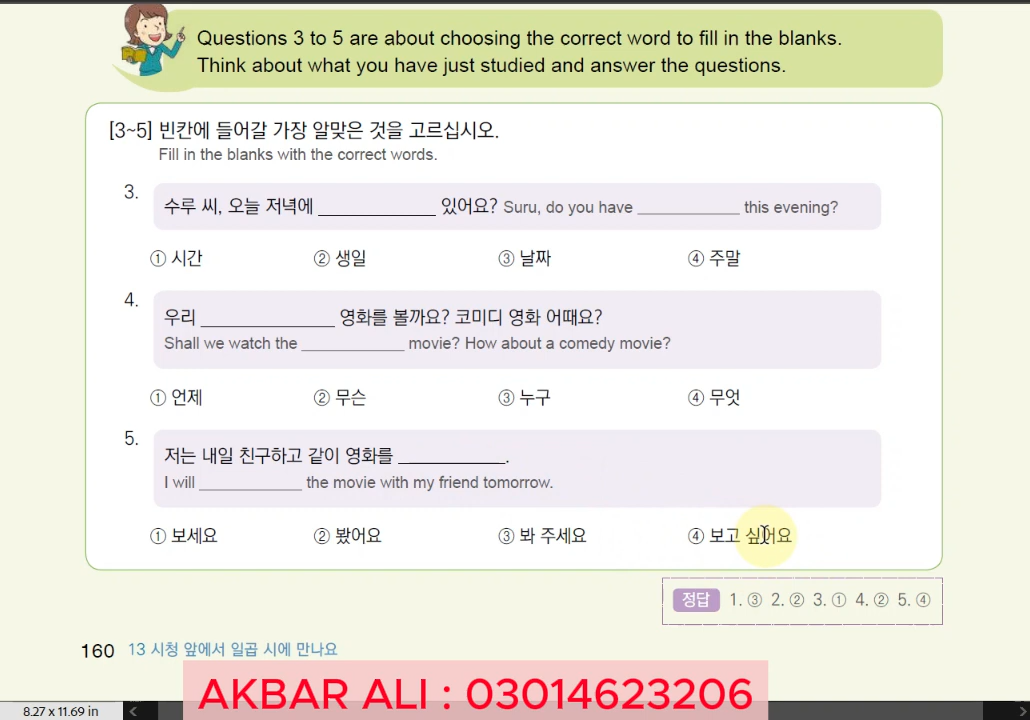 Questions 3 to 5 are about choosing the correct word to fill in the blanks.
Think about what you have just studied and answer the questions.
[3~5] 빈칸에 들어갈 가장 알맞은 것을 고르십시오.
Fill in the blanks with the correct words.
3.
수루 씨, 오늘 저녁에 ____________ 있어요? Suru, do you have ____________ this evening?
① 시간 ② 생일 ③ 날짜 ④ 주말
4.
우리 ____________ 영화를 볼까요? 코미디 영화 어때요?
Shall we watch the ____________ movie? How about a comedy movie?
① 언제 ② 무슨 ③ 누구 ④ 무엇
5.
저는 내일 친구하고 같이 영화를 ____________.
I will ____________ the movie with my friend tomorrow.
① 보세요 ② 봤어요 ③ 봐 주세요 ④ 보고 싶어요
정답 1. ③ 2. ② 3. ① 4. ② 5. ④
160 13 시청 앞에서 일곱 시에 만나요
AKBAR ALI : 03014623206
8.27 x 11.69 in